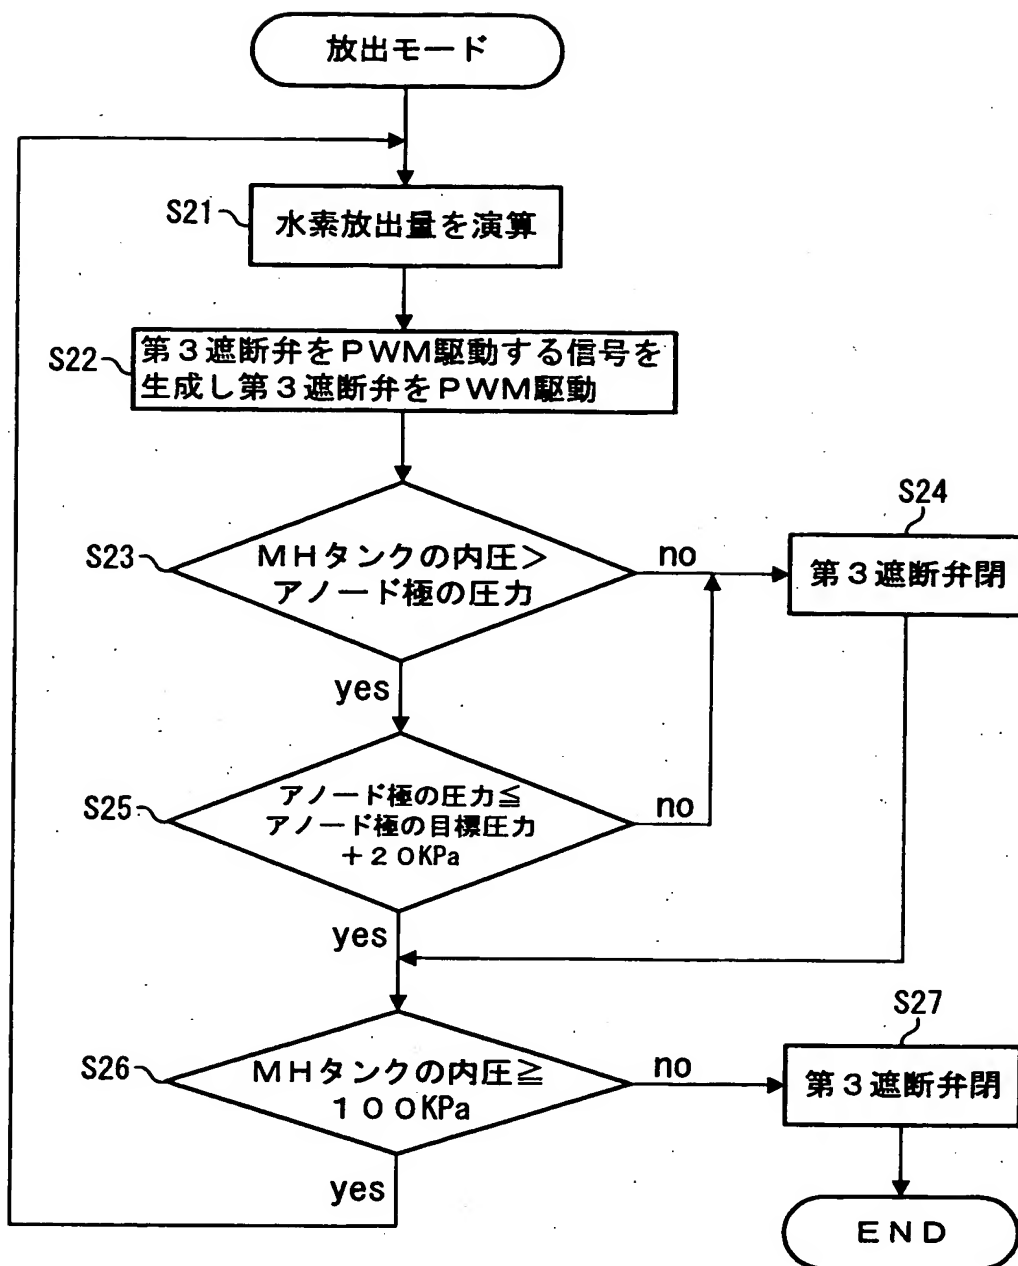 放出モード
S21
水素放出量を演算
S22
第3遮断弁をPWM駆動する信号を
生成し第3遮断弁をPWM駆動
S23
MHタンクの内圧>
アノード極の圧力
no
S24
第3遮断弁閉
yes
S25
アノード極の圧力≦
アノード極の目標圧力
+20KPa
no
yes
S26
MHタンクの内圧≧
100KPa
no
S27
第3遮断弁閉
yes
END